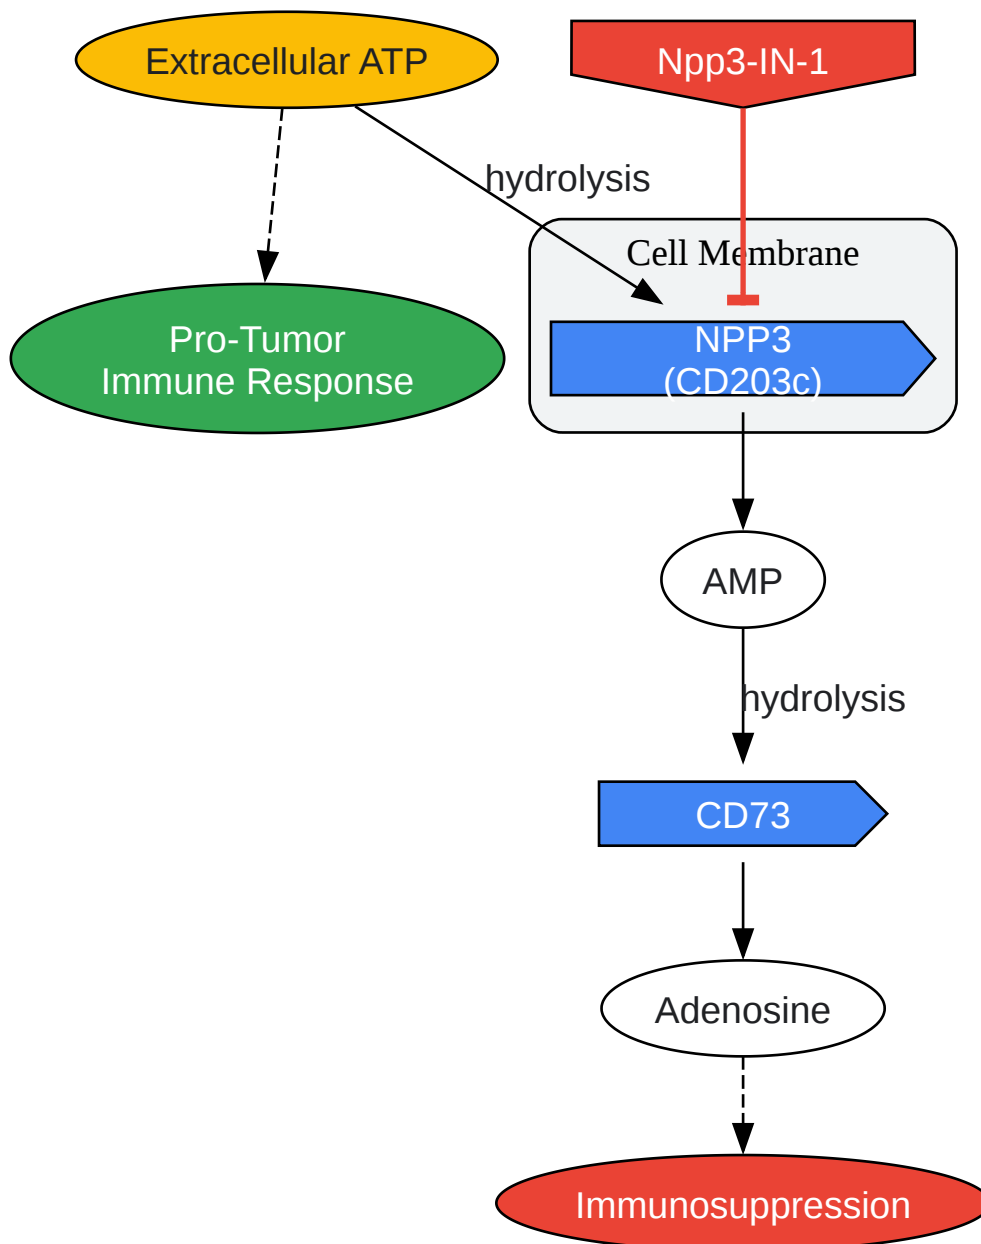 Extracellular ATP
Npp3-IN-1
hydrolysis
Cell Membrane
Pro-Tumor
Immune Response
NPP3
(CD203c)
AMP
hydrolysis
CD73
Adenosine
Immunosuppression